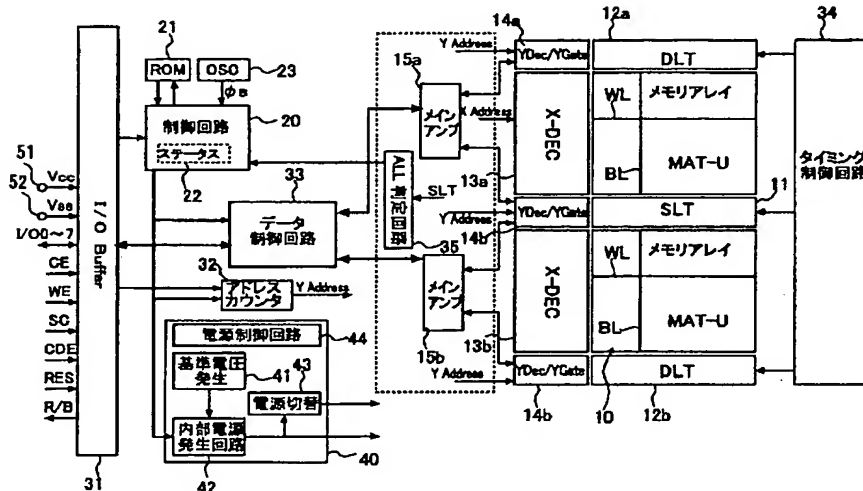 21
14a
12a
34
ROM
OSC
23
Y Address
YDec/YGate
DLT
15a
φs
メイン
アンプ
X Address
X-DEC
WL
メモリアレイ
制御回路
20
ステータス
22
BL
MAT-U
タイミング
制御回路
51
Vcc
52
Vss
I/O0~7
CE
WE
SC
CDE
RES
R/B
I/O Buffer
31
33
データ
制御回路
ALL 判定回路
SLT
35
13a
11
Y Address
YDec/YGate
SLT
14b
32
アドレス
カウンタ
Y Address
メイン
アンプ
15b
X-DEC
WL
メモリアレイ
BL
MAT-U
13b
電源制御回路
44
基準電圧
発生
41
43
電源切替
内部電源
発生回路
42
40
Y Address
YDec/YGate
DLT
14b
10
12b